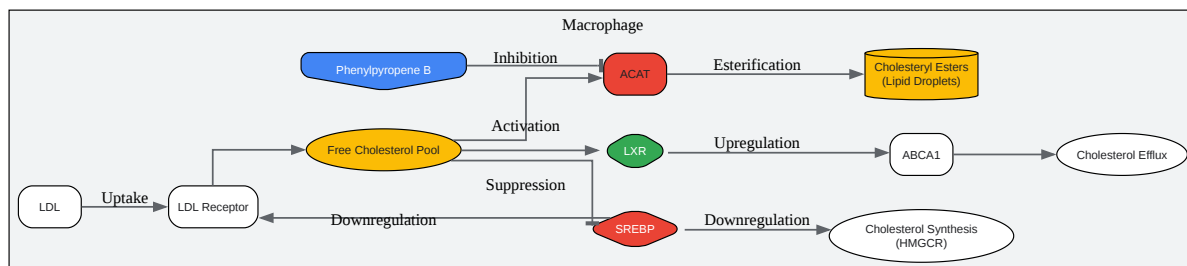 Macrophage
Phenylpropene B
Inhibition
ACAT
Esterification
Cholesteryl Esters
(Lipid Droplets)
Activation
Free Cholesterol Pool
LXR
Upregulation
ABCA1
Cholesterol Efflux
Suppression
LDL
Uptake
LDL Receptor
Downregulation
SREBP
Downregulation
Cholesterol Synthesis
(HMGCR)